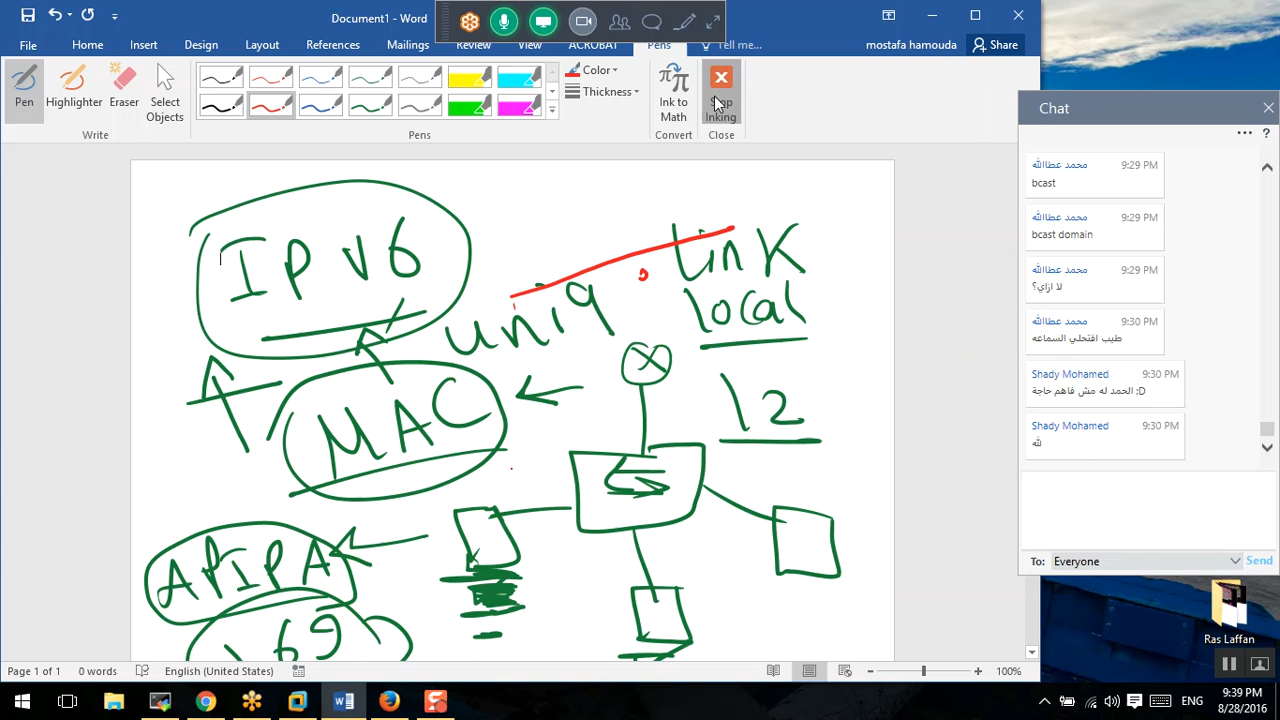 Document1 - Word
File
Home
Insert
Design
Layout
References
Mailings
Review
View
ACROBAT
Pens
Tell me...
mostafa hamouda
Share
Pen
Highlighter
Eraser
Select Objects
Color
Thickness
Ink to Math
Stop Inking
Write
Pens
Convert
Close
Chat
محمد عطاالله 9:29 PM
bcast
محمد عطاالله 9:29 PM
bcast domain
محمد عطاالله 9:29 PM
لا ازاي؟
محمد عطاالله 9:30 PM
طيب افتحلي السماعه
Shady Mohamed 9:30 PM
الحمد له مش فاهم حاجة :D
Shady Mohamed 9:30 PM
لله
To: Everyone
Send
IP v6
uniq
Link
local
MAC
12
APIPA
169
Page 1 of 1
0 words
English (United States)
100%
Ras Laffan
ENG
9:39 PM
8/28/2016